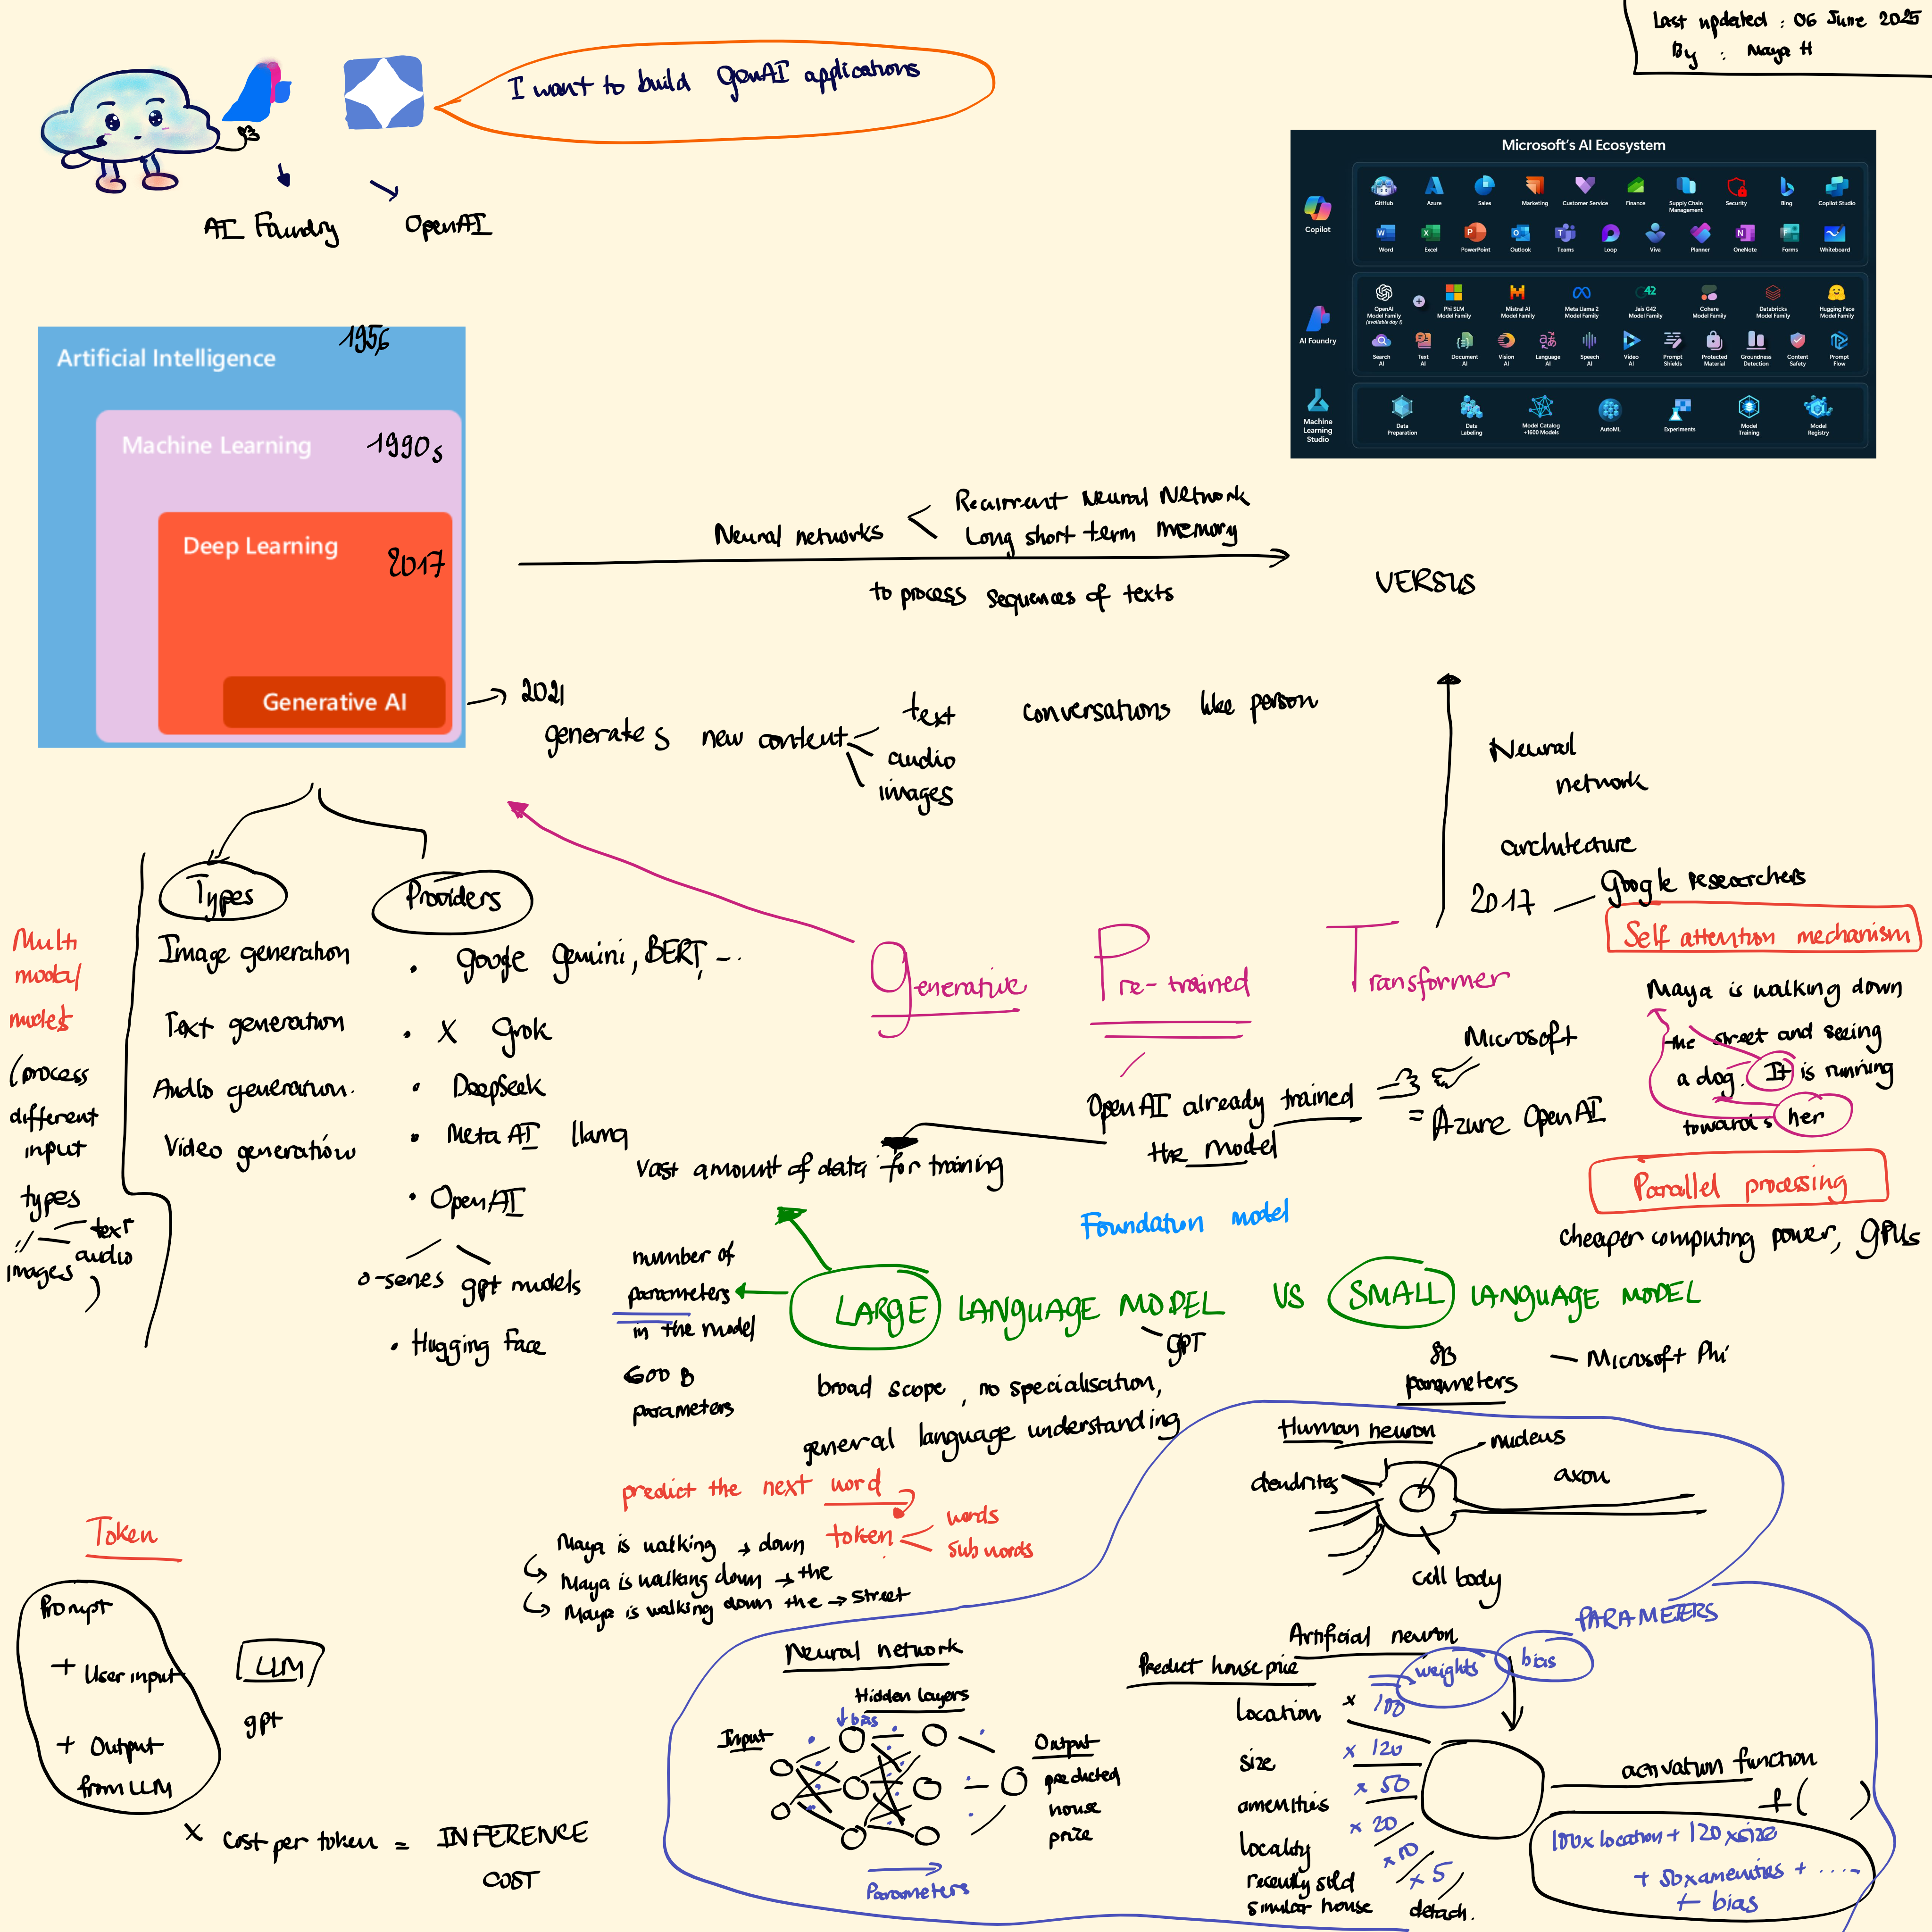 Last updated : 06 June 2025
By : Maya H
I want to build GenAI applications
AI Foundry
OpenAI
Microsoft's AI Ecosystem
Copilot
GitHub
Azure
Sales
Marketing
Customer Service
Finance
Supply Chain
Management
Security
Bing
Copilot Studio
Word
Excel
PowerPoint
Outlook
Teams
Loop
Viva
Planner
OneNote
Forms
Whiteboard
AI Foundry
OpenAI
Model Family
(available day 1)
Phi SLM
Model Family
Mistral AI
Model Family
Meta Llama 2
Model Family
Jais G42
Model Family
Cohere
Model Family
Databricks
Model Family
Hugging Face
Model Family
Search
AI
Text
AI
Document
AI
Vision
AI
Language
AI
Speech
AI
Video
AI
Prompt
Shields
Protected
Material
Groundness
Detection
Content
Safety
Prompt
Flow
Machine
Learning
Studio
Data
Preparation
Data
Labeling
Model Catalog
+1600 Models
AutoML
Experiments
Model
Training
Model
Registry
Artificial Intelligence
1956
Machine Learning
1990s
Deep Learning
2017
Generative AI
Neural networks
Recurrent Neural Network
Long short term memory
to process sequences of texts
VERSUS
2021
generates new content
text
audio
images
conversations like person
Neural
network
architecture
2017
Google researchers
Self attention mechanism
Maya is walking down
the street and seeing
a dog. It is running
towards her
Parallel processing
cheaper computing power, GPUs
Types
Image generation
Text generation
Audio generation.
Video generation
Multi
modal
models
(process
different
input
types
text
audio
images
)
Providers
• Google Gemini, BERT, -..
• X Grok
• DeepSeek
• Meta AI llama
• OpenAI
o-series
gpt models
• Hugging Face
Generative
Pre-trained
Transformer
OpenAI already trained
the model
Microsoft
= Azure OpenAI
vast amount of data for training
Foundation model
number of
parameters
in the model
600 B
parameters
LARGE LANGUAGE MODEL VS SMALL LANGUAGE MODEL
GPT
broad scope, no specialisation,
general language understanding
8B
parameters
— Microsoft Phi
predict the next word
token
words
sub words
Maya is walking → down
Maya is walking down → the
Maya is walking down the → street
Token
Prompt
+ User input
+ Output
from LLM
LLM
gpt
x cost per token = INFERENCE
COST
Human neuron
nucleus
dendrites
axon
cell body
PARAMETERS
Neural network
Hidden layers
bias
Input
Output
predicted
house
price
Parameters
Artificial neuron
Predict house price
weights
bias
location x 100
size x 120
amenities x 50
locality x 20
recently sold
similar house
x 10
x 5
detach.
activation function
f( )
100x location + 120 x size
+ 50x amenities + ....
+ bias